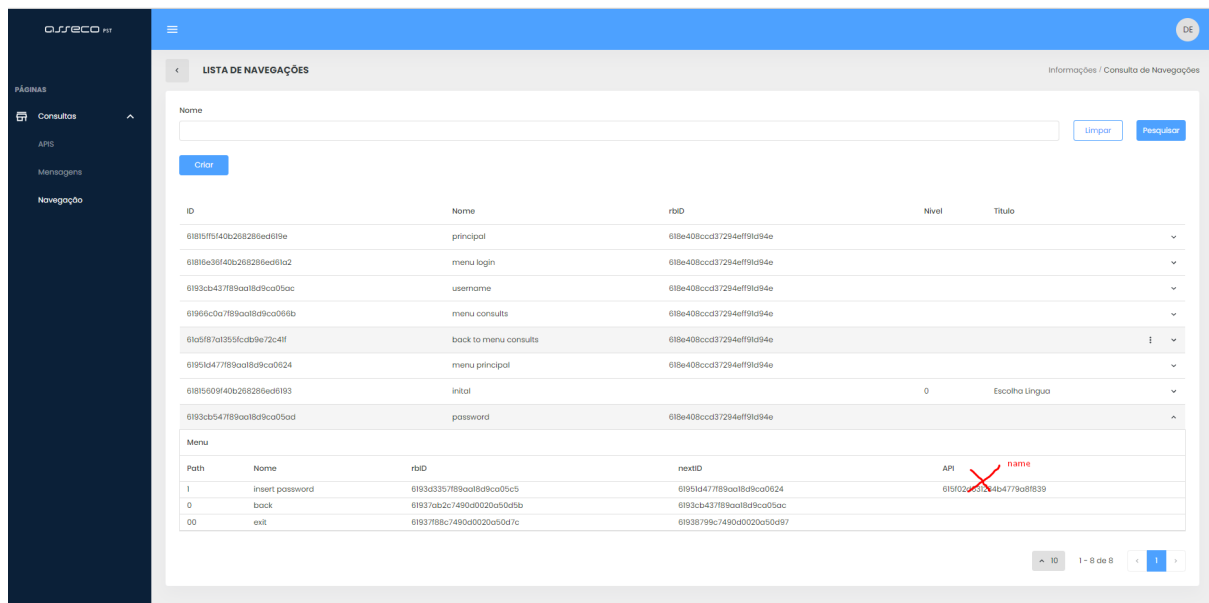 asseco PST
DE
LISTA DE NAVEGAÇÕES
Informações / Consulta de Navegações
PÁGINAS
Consultas
APIS
Mensagens
Navegação
Nome
Limpar
Pesquisar
Criar
ID Nome rbID Nivel Titulo
61815ff5f40b268286ed619e principal 618e408ccd37294eff91d94e
61816e36f40b268286ed61a2 menu login 618e408ccd37294eff91d94e
6193cb437f89aa18d9ca05ac username 618e408ccd37294eff91d94e
61966c0a7f89aa18d9ca066b menu consults 618e408ccd37294eff91d94e
61a5f87a1355fcdb9e72c41f back to menu consults 618e408ccd37294eff91d94e
61951d477f89aa18d9ca0624 menu principal 618e408ccd37294eff91d94e
61815609f40b268286ed6193 inital 0 Escolha Lingua
6193cb547f89aa18d9ca05ad password 618e408ccd37294eff91d94e
Menu
Path Nome rbID nextID API name
1 insert password 6193d3357f89aa18d9ca05c5 61951d477f89aa18d9ca0624
0 back 61937ab2c7490d0020a50d5b 6193cb437f89aa18d9ca05ac
00 exit 61937f88c7490d0020a50d7c 61938799c7490d0020a50d97
10 1 - 8 de 8 1